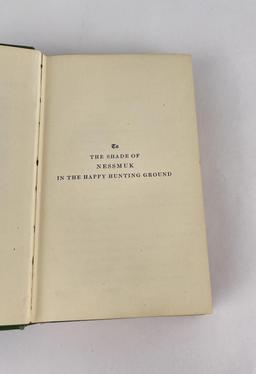 To
THE SHADE OF
NESSMUK
IN THE HAPPY HUNTING GROUND